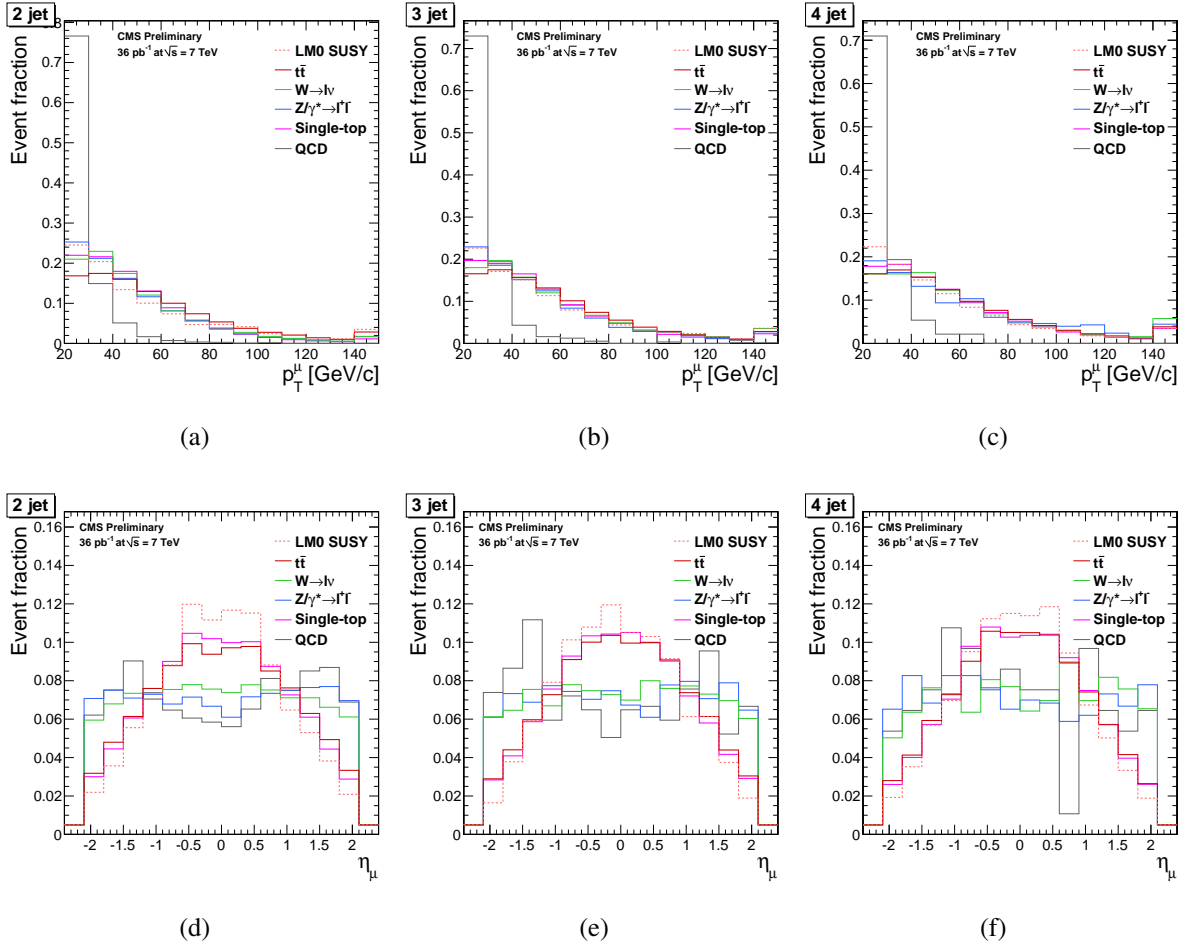 2 jet
CMS Preliminary
36 pb⁻¹ at √s = 7 TeV
LM0 SUSY
tt̄
W→lν
Z/γ*→l⁺l⁻
Single-top
QCD
Event fraction
0.8
0.7
0.6
0.5
0.4
0.3
0.2
0.1
0
20 40 60 80 100 120 140
p_T^μ [GeV/c]
(a)
3 jet
CMS Preliminary
36 pb⁻¹ at √s = 7 TeV
LM0 SUSY
tt̄
W→lν
Z/γ*→l⁺l⁻
Single-top
QCD
Event fraction
0.7
0.6
0.5
0.4
0.3
0.2
0.1
0
20 40 60 80 100 120 140
p_T^μ [GeV/c]
(b)
4 jet
CMS Preliminary
36 pb⁻¹ at √s = 7 TeV
LM0 SUSY
tt̄
W→lν
Z/γ*→l⁺l⁻
Single-top
QCD
Event fraction
0.7
0.6
0.5
0.4
0.3
0.2
0.1
0
20 40 60 80 100 120 140
p_T^μ [GeV/c]
(c)
2 jet
CMS Preliminary
36 pb⁻¹ at √s = 7 TeV
LM0 SUSY
tt̄
W→lν
Z/γ*→l⁺l⁻
Single-top
QCD
Event fraction
0.16
0.14
0.12
0.1
0.08
0.06
0.04
0.02
0
-2 -1.5 -1 -0.5 0 0.5 1 1.5 2
η_μ
(d)
3 jet
CMS Preliminary
36 pb⁻¹ at √s = 7 TeV
LM0 SUSY
tt̄
W→lν
Z/γ*→l⁺l⁻
Single-top
QCD
Event fraction
0.16
0.14
0.12
0.1
0.08
0.06
0.04
0.02
0
-2 -1.5 -1 -0.5 0 0.5 1 1.5 2
η_μ
(e)
4 jet
CMS Preliminary
36 pb⁻¹ at √s = 7 TeV
LM0 SUSY
tt̄
W→lν
Z/γ*→l⁺l⁻
Single-top
QCD
Event fraction
0.16
0.14
0.12
0.1
0.08
0.06
0.04
0.02
0
-2 -1.5 -1 -0.5 0 0.5 1 1.5 2
η_μ
(f)